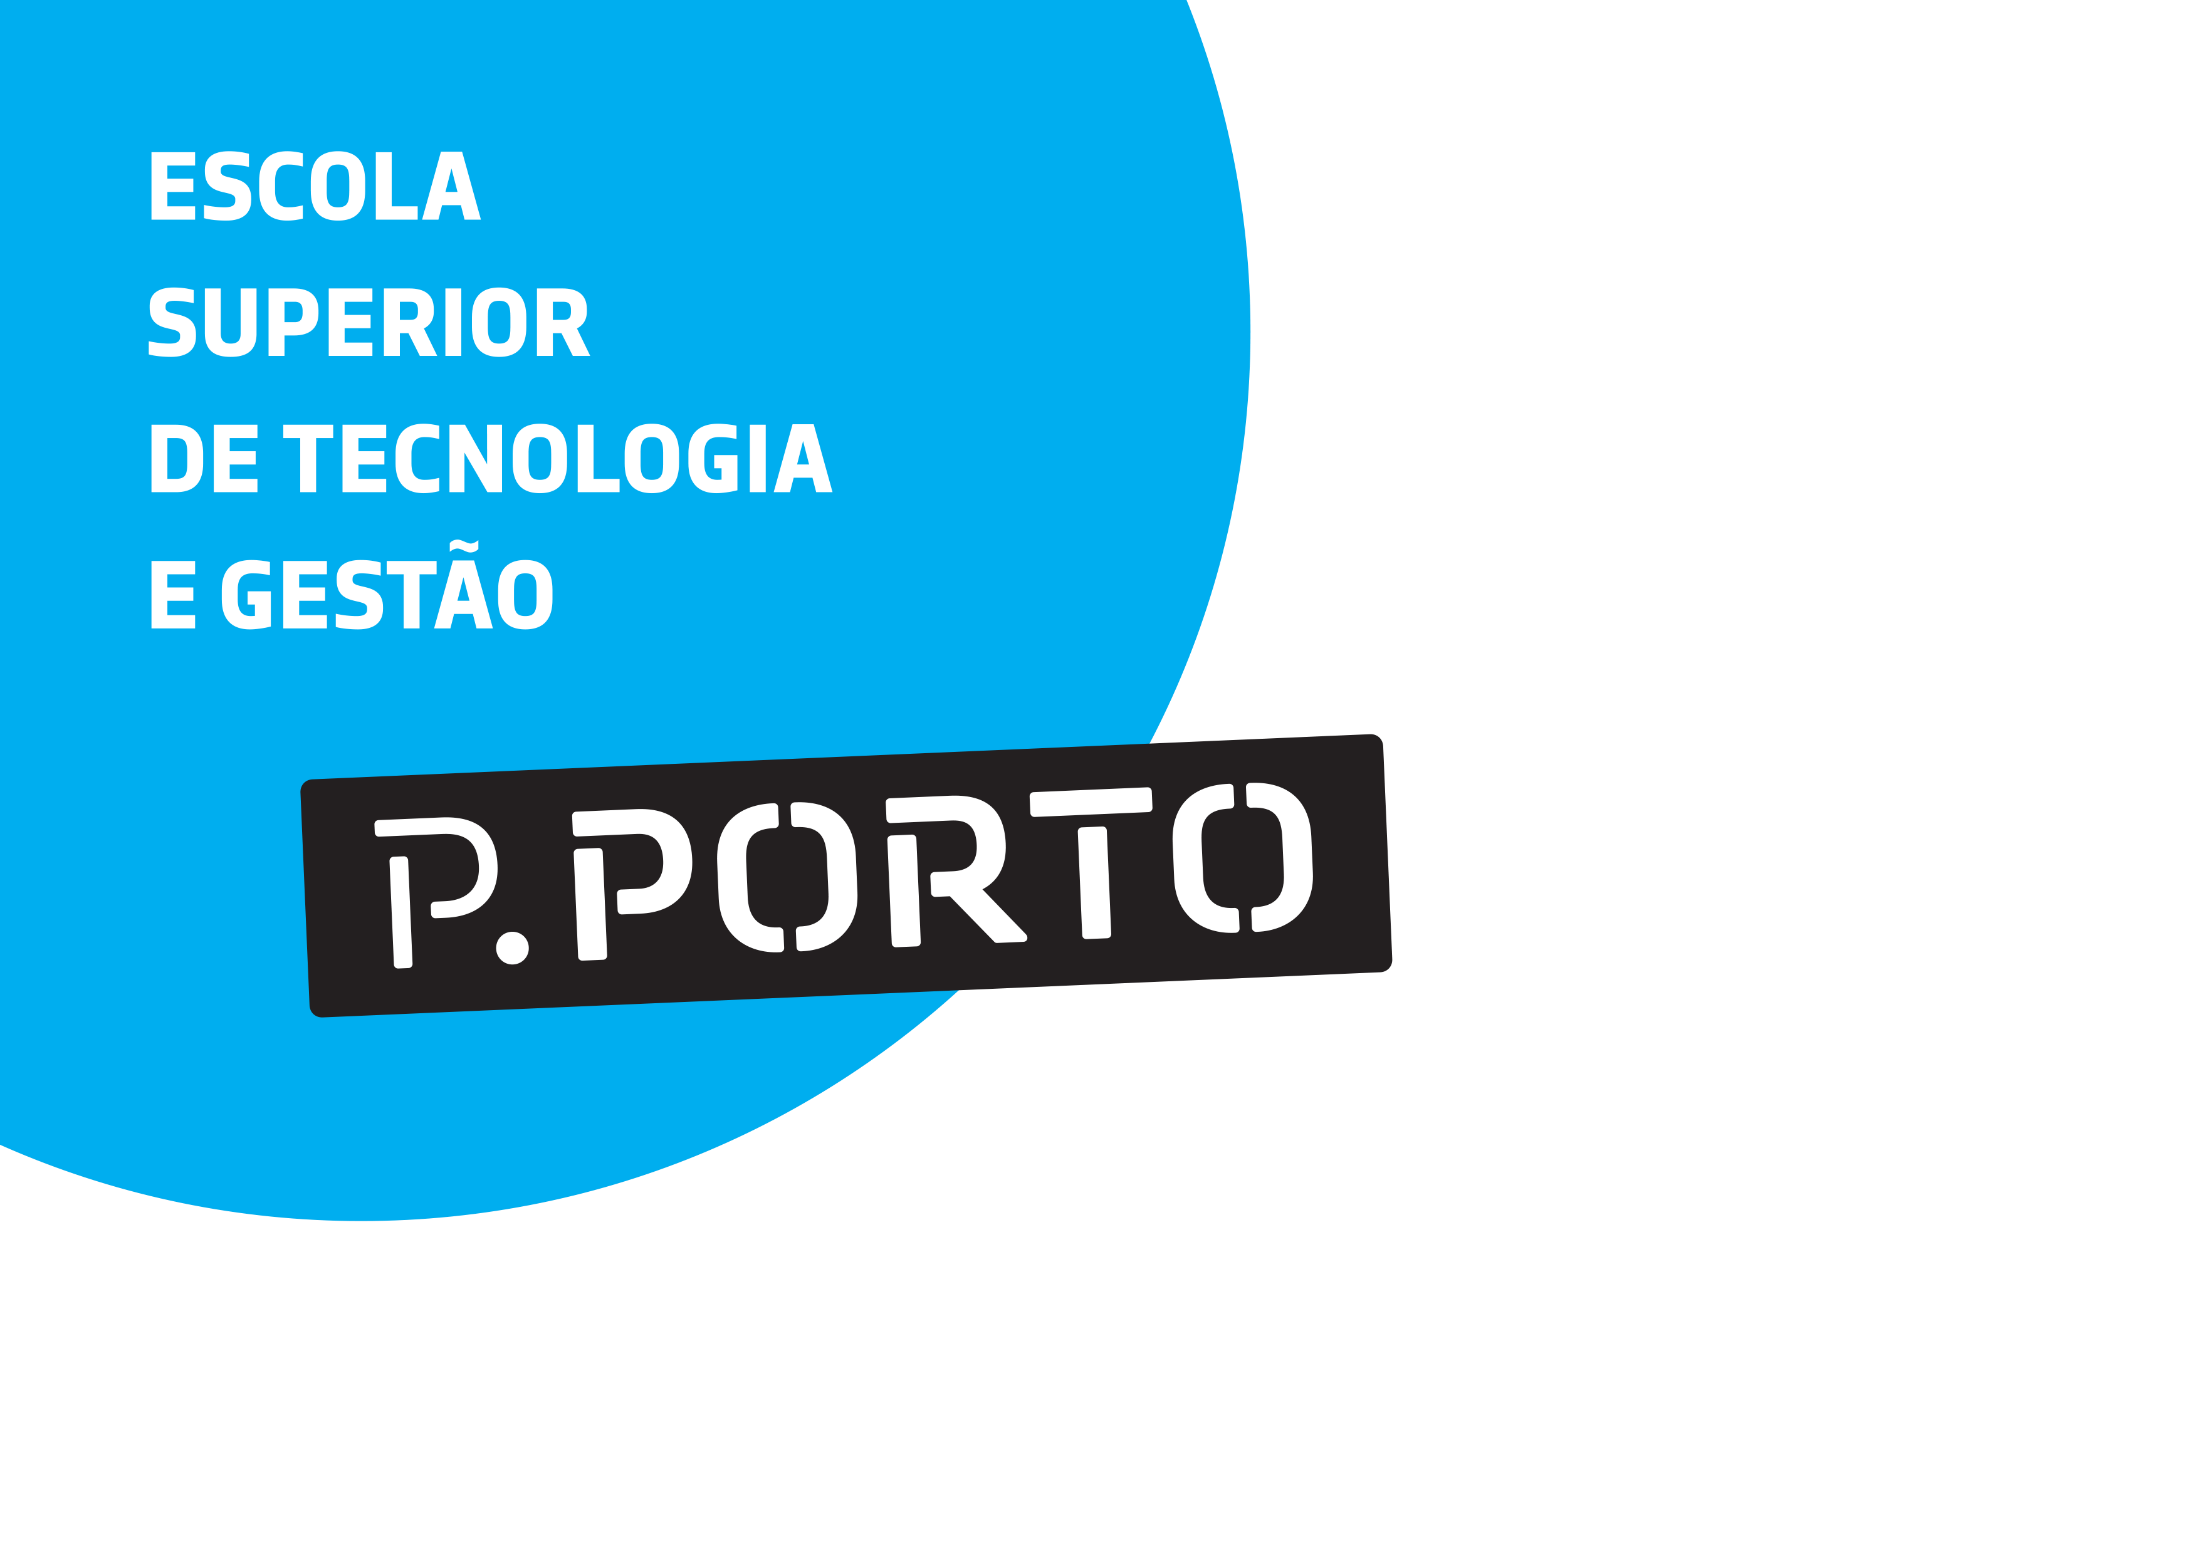 ESCOLA
SUPERIOR
DE TECNOLOGIA
E GESTÃO
P.PORTO